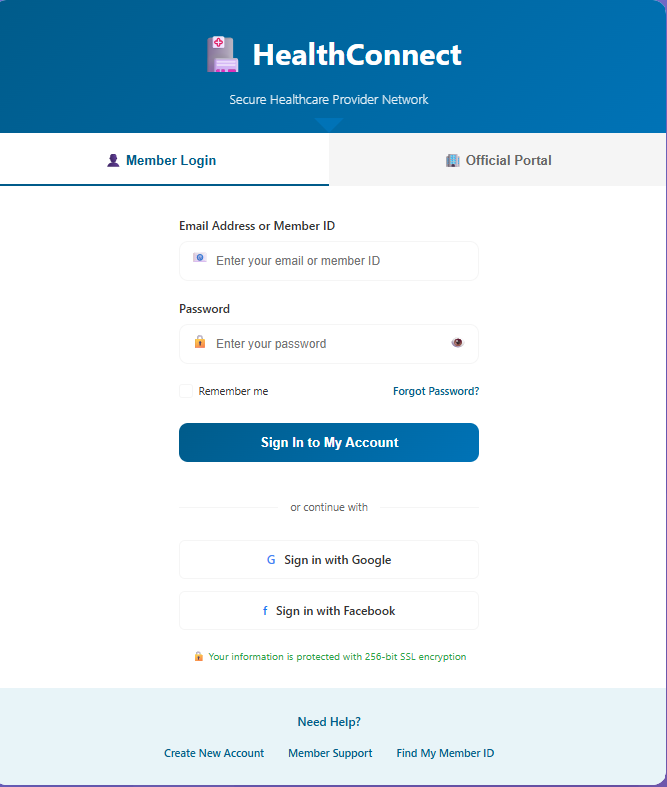 HealthConnect
Secure Healthcare Provider Network
Member Login
Official Portal
Email Address or Member ID
Enter your email or member ID
Password
Enter your password
Remember me
Forgot Password?
Sign In to My Account
or continue with
G Sign in with Google
f Sign in with Facebook
Your information is protected with 256-bit SSL encryption
Need Help?
Create New Account
Member Support
Find My Member ID